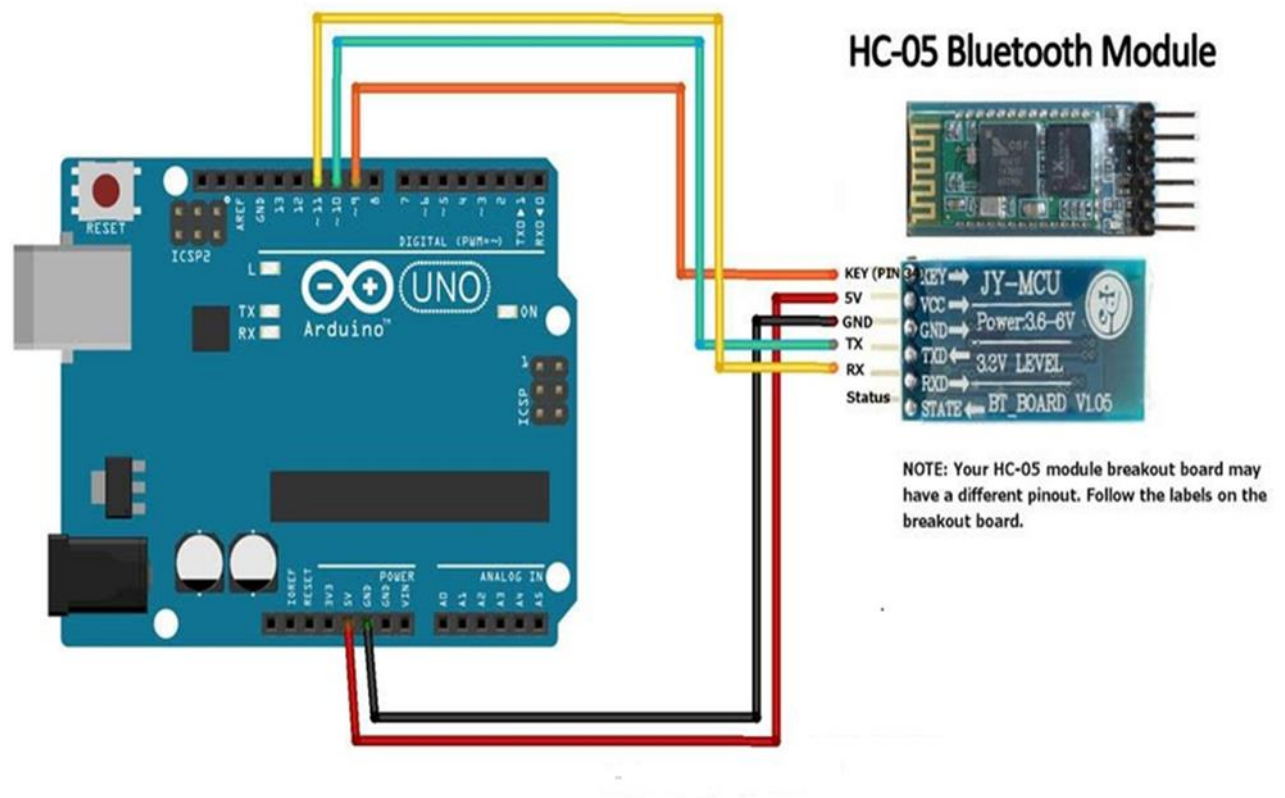 HC-05 Bluetooth Module
RESET
ICSP2
AREF
GND
13
12
~11
~10
~9
8
7
~6
~5
4
~3
2
TXD▶1
RXD◀0
DIGITAL (PWM=~)
L
TX
RX
Arduino™
UNO
ON
1
ICSP
KEY (PIN 34)
5V
GND
TX
RX
Status
KEY→
VCC→
GND→
TXD←
RXD→
STATE←
JY-MCU
Power:3.6-6V
3.3V LEVEL
BT_BOARD V1.05
NOTE: Your HC-05 module breakout board may
have a different pinout. Follow the labels on the
breakout board.
POWER
ANALOG IN
IOREF
RESET
3V3
5V
GND
GND
VIN
A0
A1
A2
A3
A4
A5